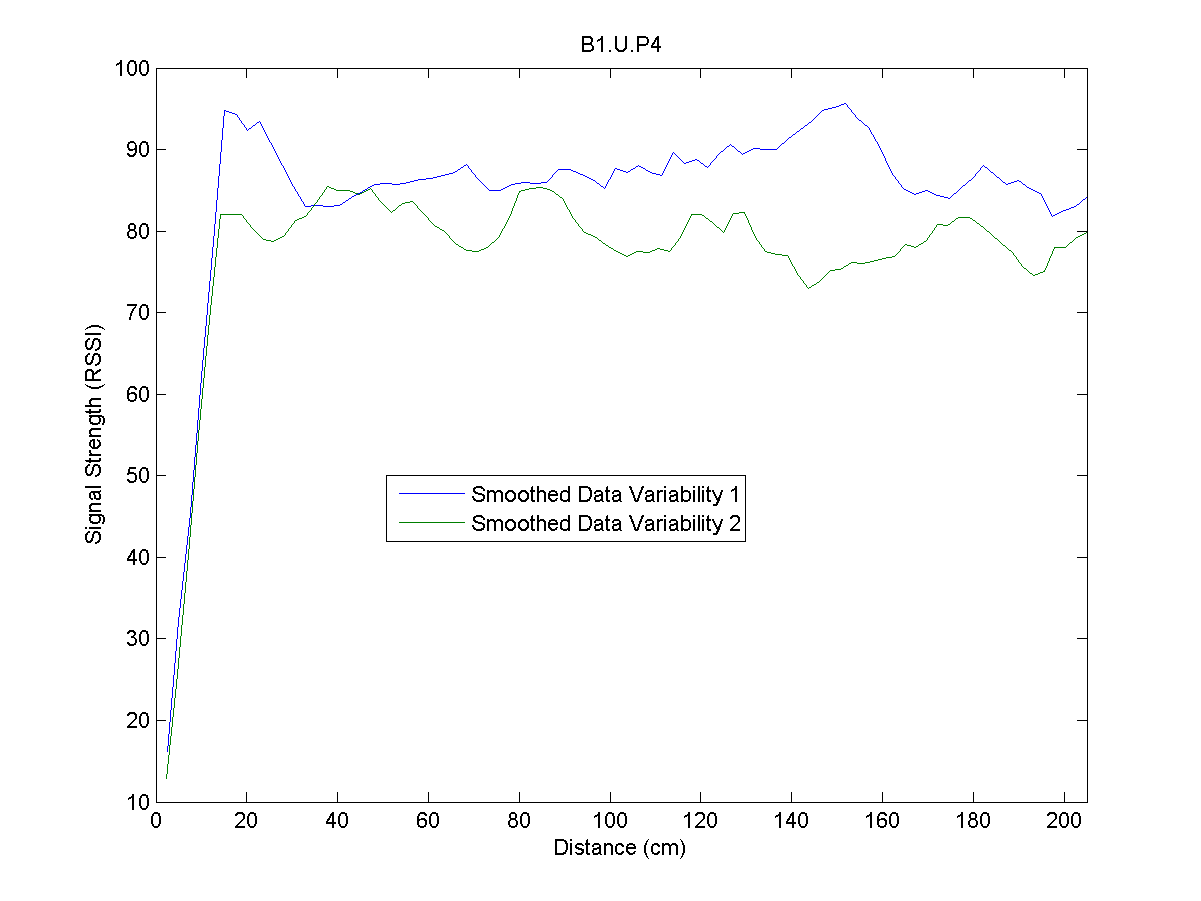 B1.U.P4
100
90
80
70
60
50
40
30
20
10
Signal Strength (RSSI)
Smoothed Data Variability 1
Smoothed Data Variability 2
0 20 40 60 80 100 120 140 160 180 200
Distance (cm)